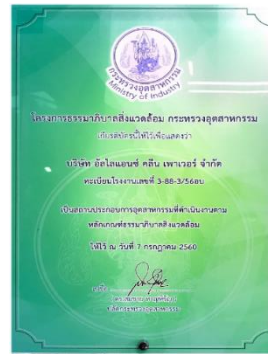 กระทรวงอุตสาหกรรม
Ministry of Industry
โครงการธรรมาภิบาลสิ่งแวดล้อม กระทรวงอุตสาหกรรม
เกียรติบัตรนี้ให้ไว้เพื่อแสดงว่า
บริษัท อัลไลแอนซ์ คลีน เพาเวอร์ จำกัด
ทะเบียนโรงงานเลขที่ 3-88-3/56อบ
เป็นสถานประกอบการอุตสาหกรรมที่ดำเนินงานตาม
หลักเกณฑ์ธรรมาภิบาลสิ่งแวดล้อม
ให้ไว้ ณ วันที่ 7 กรกฎาคม 2560
ปลัดกระทรวงอุตสาหกรรม